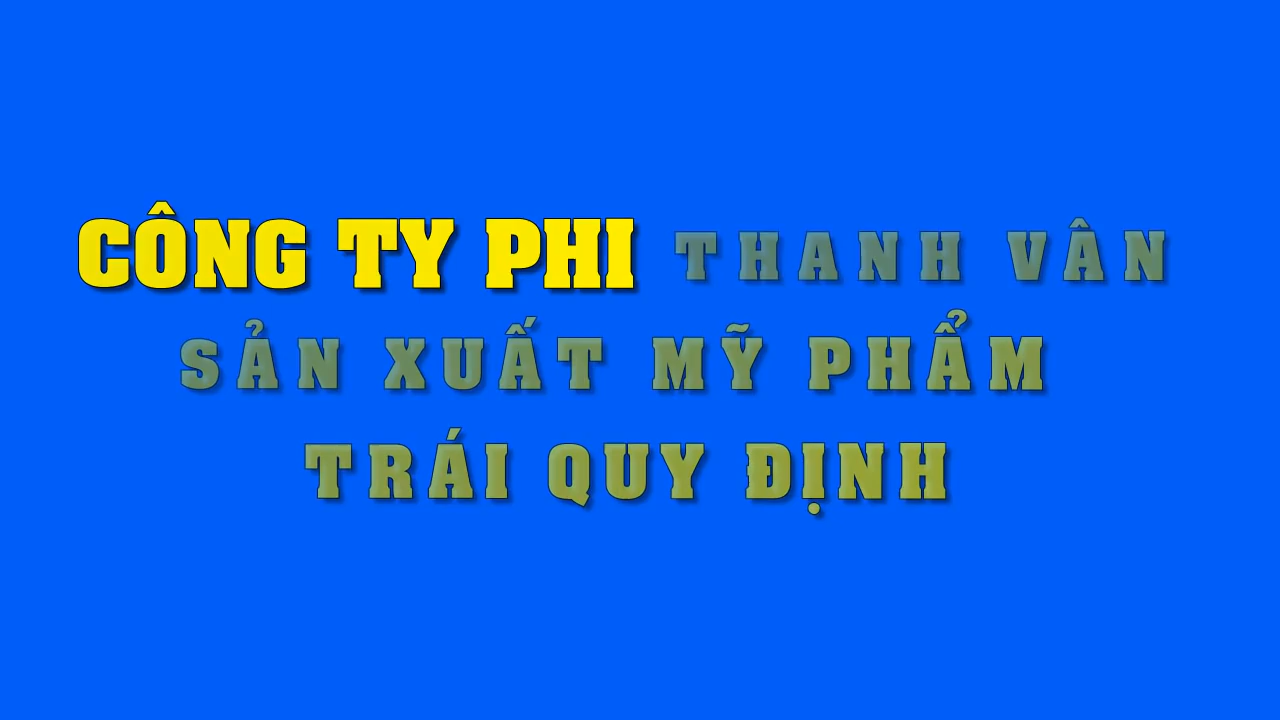 CÔNG TY PHI THANH VÂN
SẢN XUẤT MỸ PHẨM
TRÁI QUY ĐỊNH